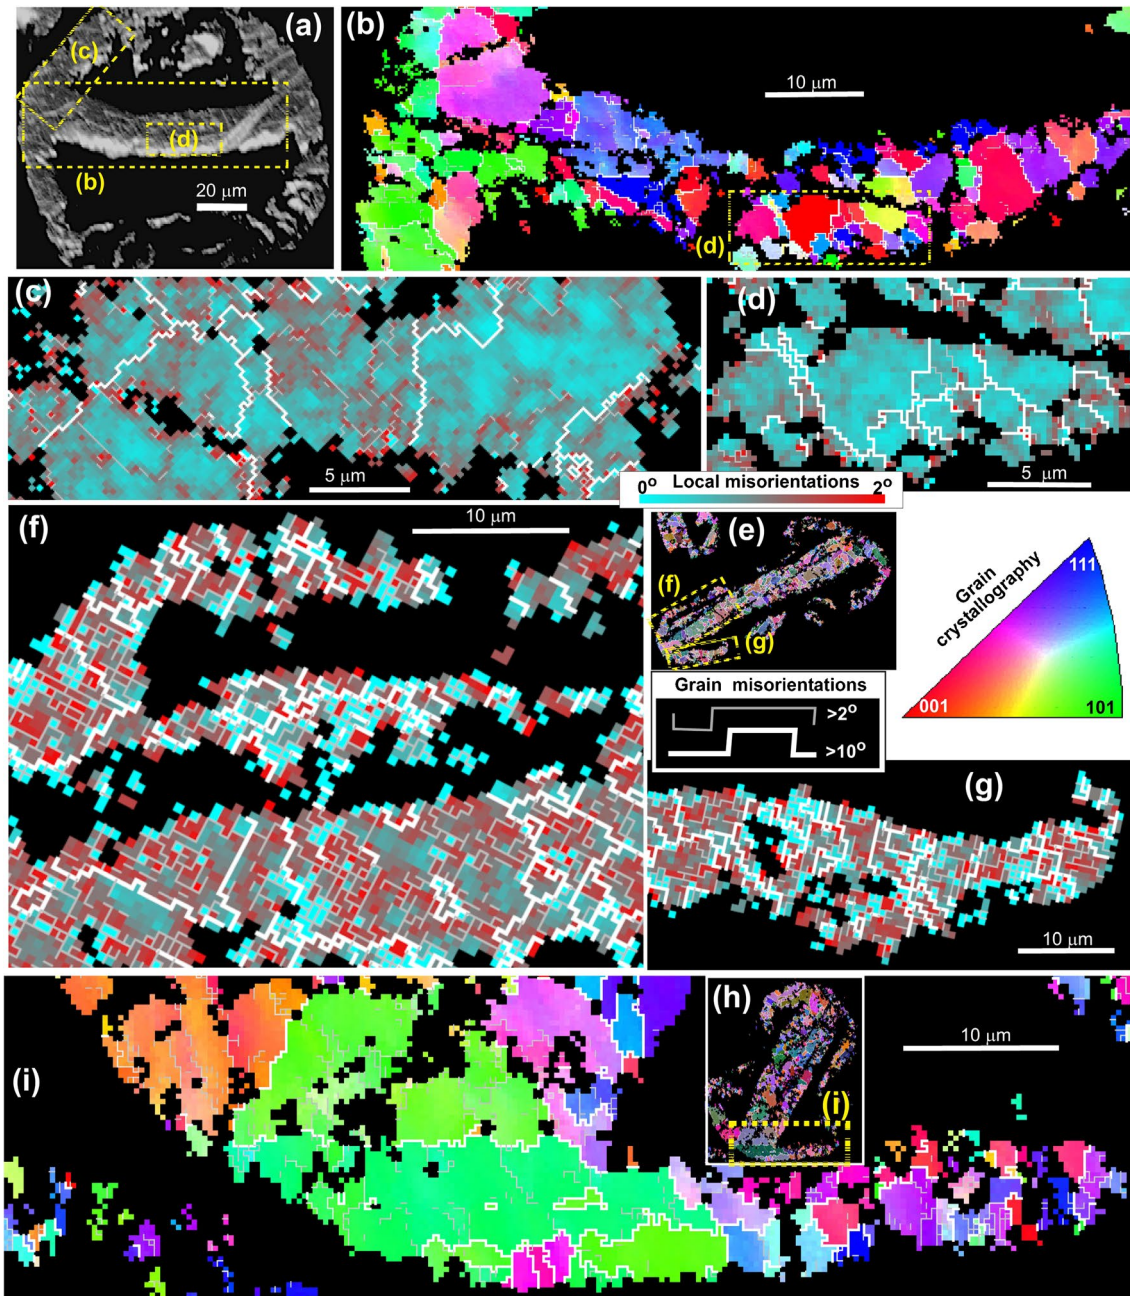 (a)
(c)
(d)
(b)
20 µm
(b)
10 µm
(d)
(c)
5 µm
(d)
5 µm
0° Local misorientations 2°
(f)
10 µm
(e)
(f)
(g)
Grain misorientations
>2°
>10°
Grain
crystallography
111
001
101
(g)
10 µm
(i)
(h)
(i)
10 µm